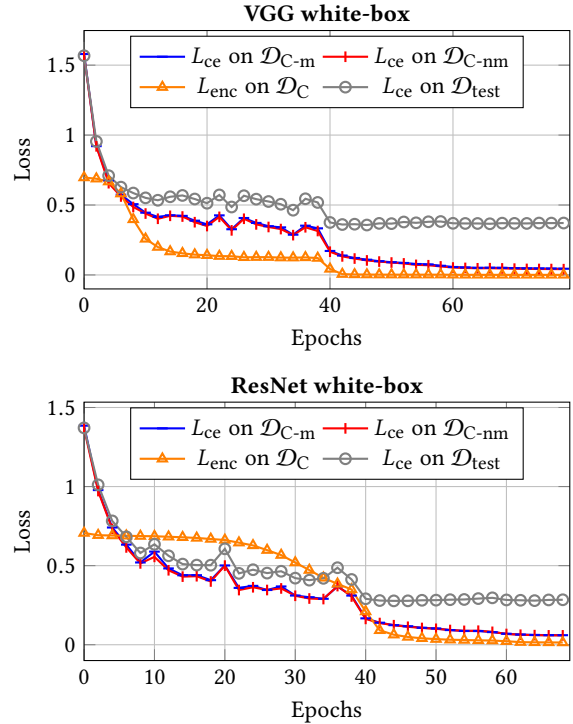 VGG white-box
L_ce on 𝒟_C-m L_ce on 𝒟_C-nm
L_enc on 𝒟_C L_ce on 𝒟_test
1.5
1
0.5
0
Loss
0 20 40 60
Epochs
ResNet white-box
L_ce on 𝒟_C-m L_ce on 𝒟_C-nm
L_enc on 𝒟_C L_ce on 𝒟_test
1.5
1
0.5
0
Loss
0 10 20 30 40 50 60
Epochs